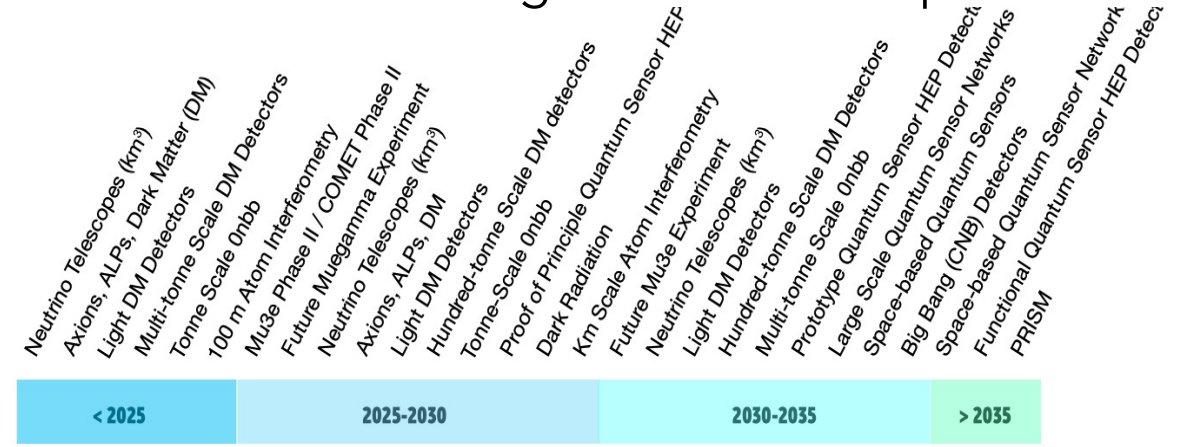 Neutrino Telescopes (km³)
Axions, ALPs, Dark Matter (DM)
Light DM Detectors
Multi-tonne Scale DM Detectors
Tonne Scale 0nbb
100 m Atom Interferometry
Mu3e Phase II / COMET Phase II
Future Muegamma Experiment
Neutrino Telescopes (km³)
Axions, ALPs, DM
Light DM Detectors
Hundred-tonne Scale DM detectors
Tonne-Scale 0nbb
Proof of Principle Quantum Sensor HEP
Dark Radiation
Km Scale Atom Interferometry
Future Mu3e Experiment
Neutrino Telescopes (km³)
Light DM Detectors
Hundred-tonne Scale DM Detectors
Multi-tonne Scale 0nbb
Prototype Quantum Sensor HEP
Large Scale Quantum Sensor Networks
Space-based Quantum Sensors
Big Bang (CNB) Detectors
Space-based Quantum Sensor Network
Functional Quantum Sensor HEP
PRISM
< 2025
2025-2030
2030-2035
> 2035